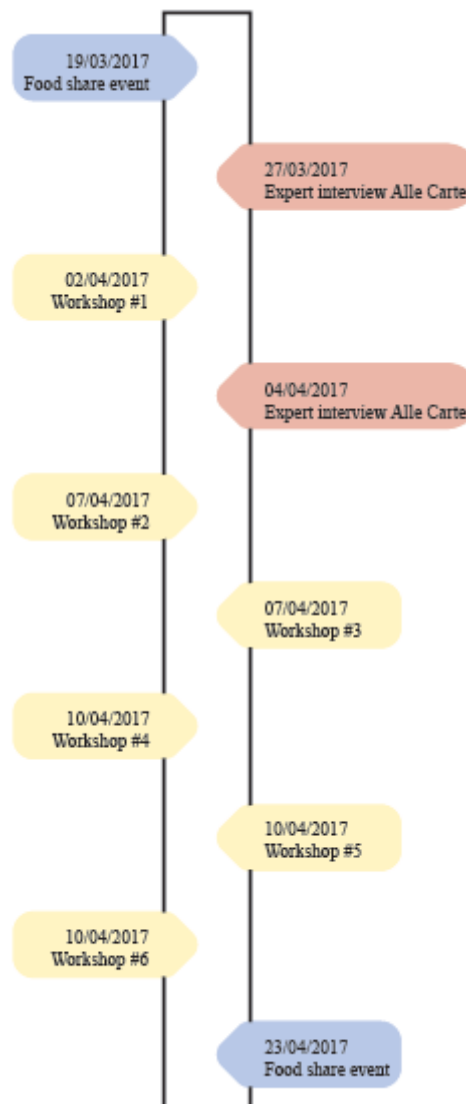 19/03/2017
Food share event
27/03/2017
Expert interview Alle Carte
02/04/2017
Workshop #1
04/04/2017
Expert interview Alle Carte
07/04/2017
Workshop #2
07/04/2017
Workshop #3
10/04/2017
Workshop #4
10/04/2017
Workshop #5
10/04/2017
Workshop #6
23/04/2017
Food share event